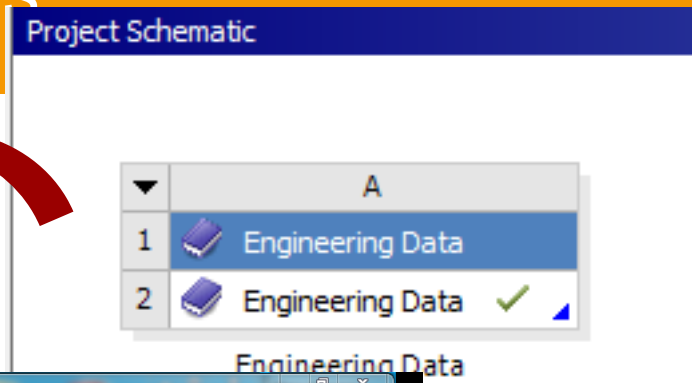 Project Schematic
A
1 Engineering Data
2 Engineering Data
Engineering Data